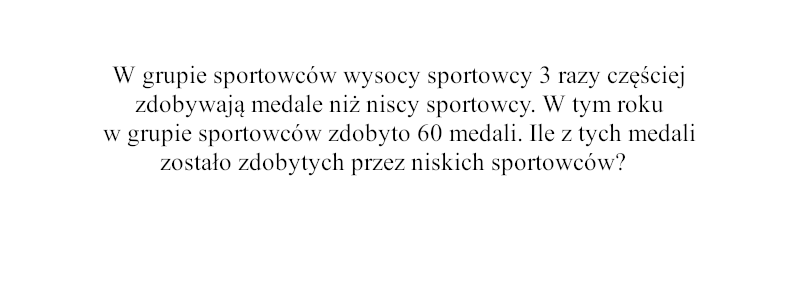 W grupie sportowców wysocy sportowcy 3 razy częściej
zdobywają medale niż niscy sportowcy. W tym roku
w grupie sportowców zdobyto 60 medali. Ile z tych medali
zostało zdobytych przez niskich sportowców?